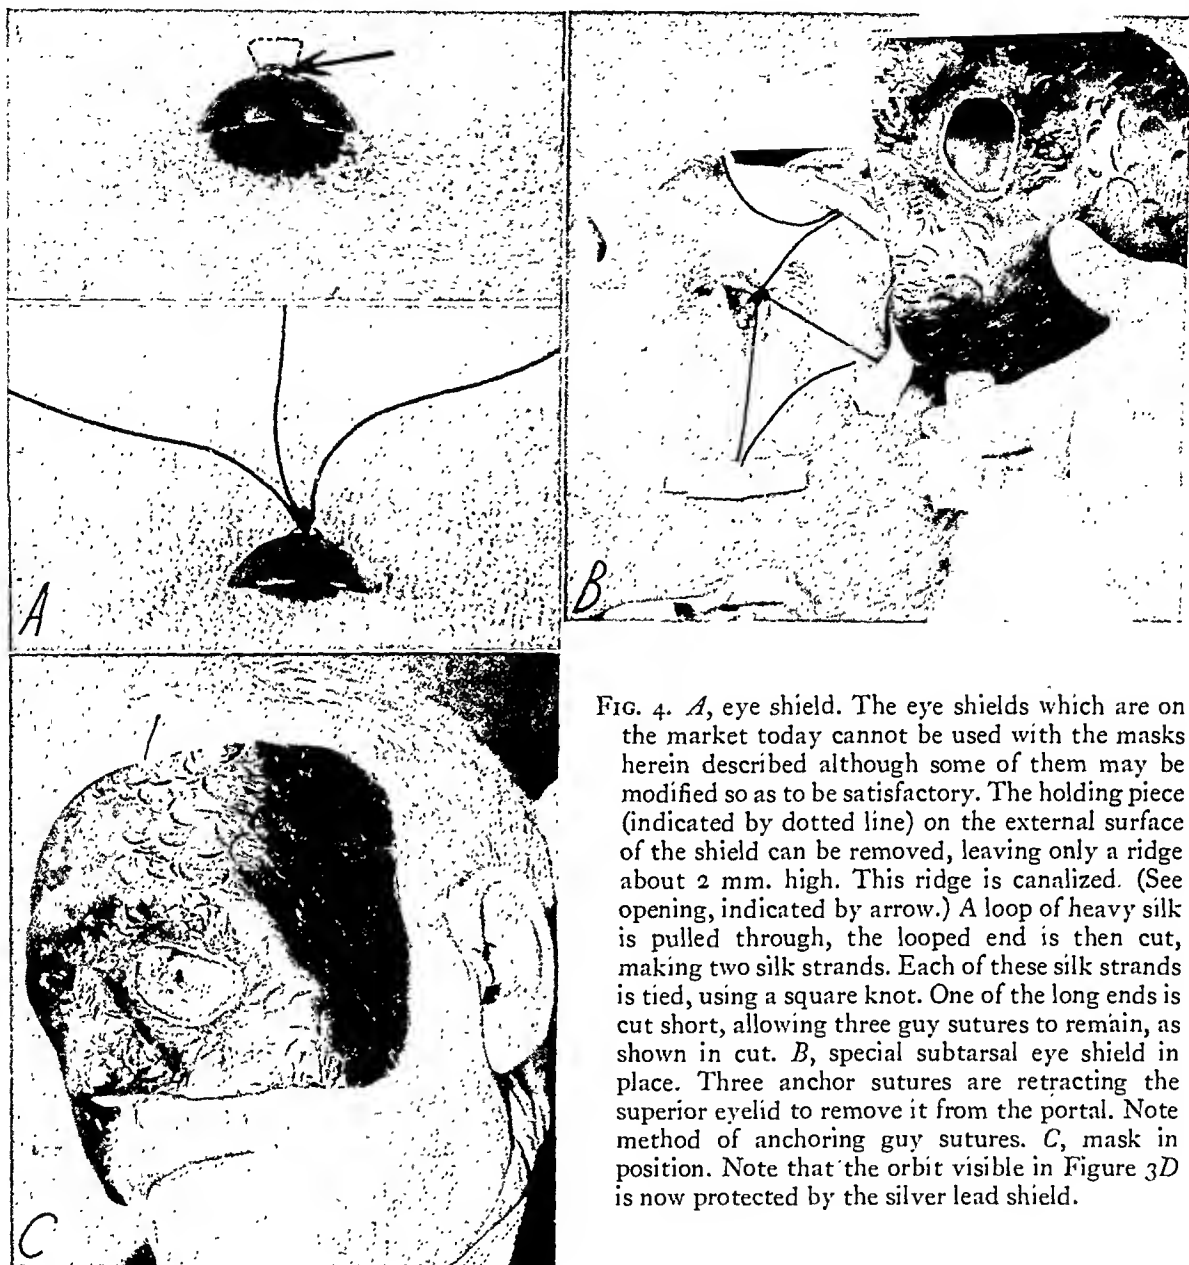 A
B
C
FIG. 4. A, eye shield. The eye shields which are on
the market today cannot be used with the masks
herein described although some of them may be
modified so as to be satisfactory. The holding piece
(indicated by dotted line) on the external surface
of the shield can be removed, leaving only a ridge
about 2 mm. high. This ridge is canalized. (See
opening, indicated by arrow.) A loop of heavy silk
is pulled through, the looped end is then cut,
making two silk strands. Each of these silk strands
is tied, using a square knot. One of the long ends is
cut short, allowing three guy sutures to remain, as
shown in cut. B, special subtarsal eye shield in
place. Three anchor sutures are retracting the
superior eyelid to remove it from the portal. Note
method of anchoring guy sutures. C, mask in
position. Note that the orbit visible in Figure 3D
is now protected by the silver lead shield.